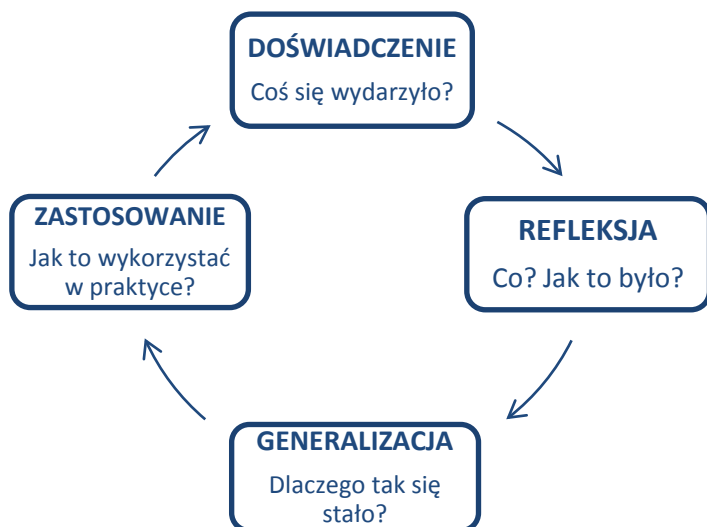 DOŚWIADCZENIE
Coś się wydarzyło?
REFLEKSJA
Co? Jak to było?
GENERALIZACJA
Dlaczego tak się
stało?
ZASTOSOWANIE
Jak to wykorzystać
w praktyce?